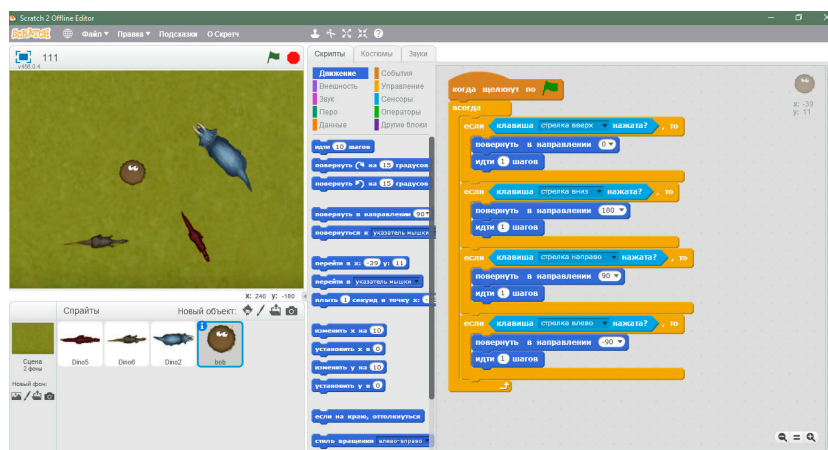 Scratch 2 Offline Editor
SCRATCH Файл Правка Подсказки О Скретч
111
v455.0.4
X: 240 y: -180
Спрайты Новый объект:
Сцена
2 фоны
Новый фон:
Dino5 Dino6 Dino2 bob
Скрипты Костюмы Звуки
Движение События
Внешность Управление
Звук Сенсоры
Перо Операторы
Данные Другие блоки
идти 10 шагов
повернуть на 15 градусов
повернуть на 15 градусов
повернуть в направлении 90
повернуться к указатель мышки
перейти в x: -39 y: 11
перейти в указатель мышки
плыть 1 секунд в точку x:
изменить x на 10
установить x в 0
изменить y на 10
установить y в 0
если на краю, оттолкнуться
стиль вращения влево-вправо
когда щелкнут по
всегда
если клавиша стрелка вверх нажата? , то
повернуть в направлении 0
идти 1 шагов
если клавиша стрелка вниз нажата? , то
повернуть в направлении 180
идти 1 шагов
если клавиша стрелка направо нажата? , то
повернуть в направлении 90
идти 1 шагов
если клавиша стрелка влево нажата? , то
повернуть в направлении -90
идти 1 шагов
x: -39
y: 11